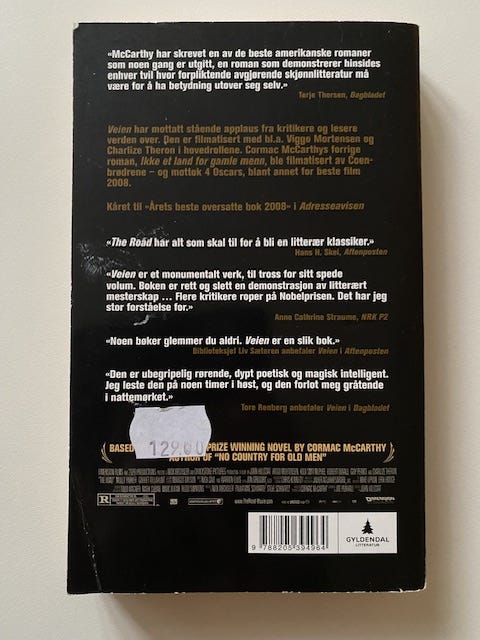 «McCarthy har skrevet en av de beste amerikanske romaner
som noen gang er utgitt, en roman som demonstrerer hinsides
enhver tvil hvor forpliktende avgjørende skjønnlitteratur må
være for å ha betydning utover seg selv.»
Terje Thorsen, Dagbladet
Veien har mottatt stående applaus fra kritikere og lesere
verden over. Den er filmatisert med bl.a. Viggo Mortensen og
Charlize Theron i hovedrollene. Cormac McCarthys forrige
roman, Ikke et land for gamle menn, ble filmatisert av Coen-
brødrene – og mottok 4 Oscars, blant annet for beste film
2008.
Kåret til «Årets beste oversatte bok 2008» i Adresseavisen
«The Road har alt som skal til for å bli en litterær klassiker.»
Hans H. Skei, Aftenposten
«Veien er et monumentalt verk, til tross for sitt spede
volum. Boken er rett og slett en demonstrasjon av litterært
mesterskap ... Flere kritikere roper på Nobelprisen. Det har jeg
stor forståelse for.»
Anne Cathrine Straume, NRK P2
«Noen bøker glemmer du aldri. Veien er en slik bok.»
Biblioteksjef Liv Sæteren anbefaler Veien i Aftenposten
«Den er ubegripelig rørende, dypt poetisk og magisk intelligent.
Jeg leste den på noen timer i høst, og den forlot meg gråtende
i nattemørket.»
Tore Renberg anbefaler Veien i Dagbladet
129.00
BASED PRIZE WINNING NOVEL BY CORMAC McCARTHY
AUTHOR OF "NO COUNTRY FOR OLD MEN"
R
www.TheRoad-Movie.com
DIMENSION
9 788205 394964
GYLDENDAL
LITTERATUR